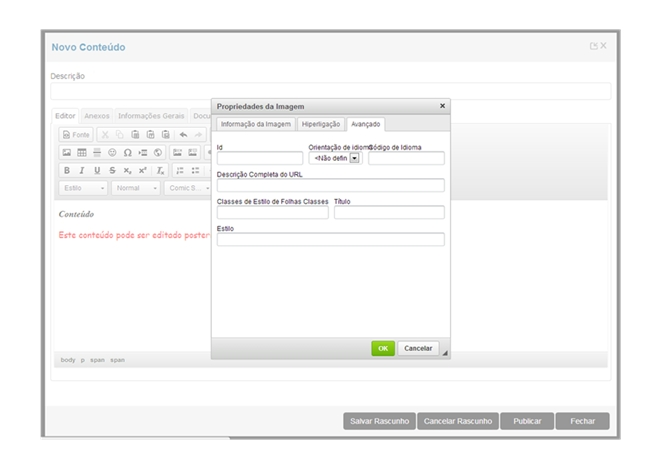 Novo Conteúdo
Descrição
Editor Anexos Informações Gerais
Propriedades da Imagem
Informação da Imagem Hiperligação Avançado
Fonte
Id Orientação de idioma Código de Idioma
<Não defin
Descrição Completa do URL
B I U S x₂ x² Ix
Estilo Normal Comic S...
Classes de Estilo de Folhas Classes Título
Conteúdo
Estilo
Este conteúdo pode ser editado poster
OK Cancelar
body p span span
Salvar Rascunho Cancelar Rascunho Publicar Fechar